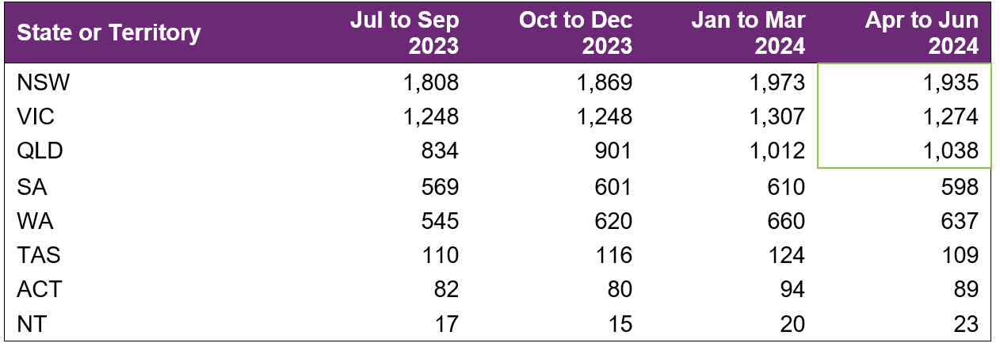 State or Territory Jul to Sep 2023 Oct to Dec 2023 Jan to Mar 2024 Apr to Jun 2024
NSW 1,808 1,869 1,973 1,935
VIC 1,248 1,248 1,307 1,274
QLD 834 901 1,012 1,038
SA 569 601 610 598
WA 545 620 660 637
TAS 110 116 124 109
ACT 82 80 94 89
NT 17 15 20 23